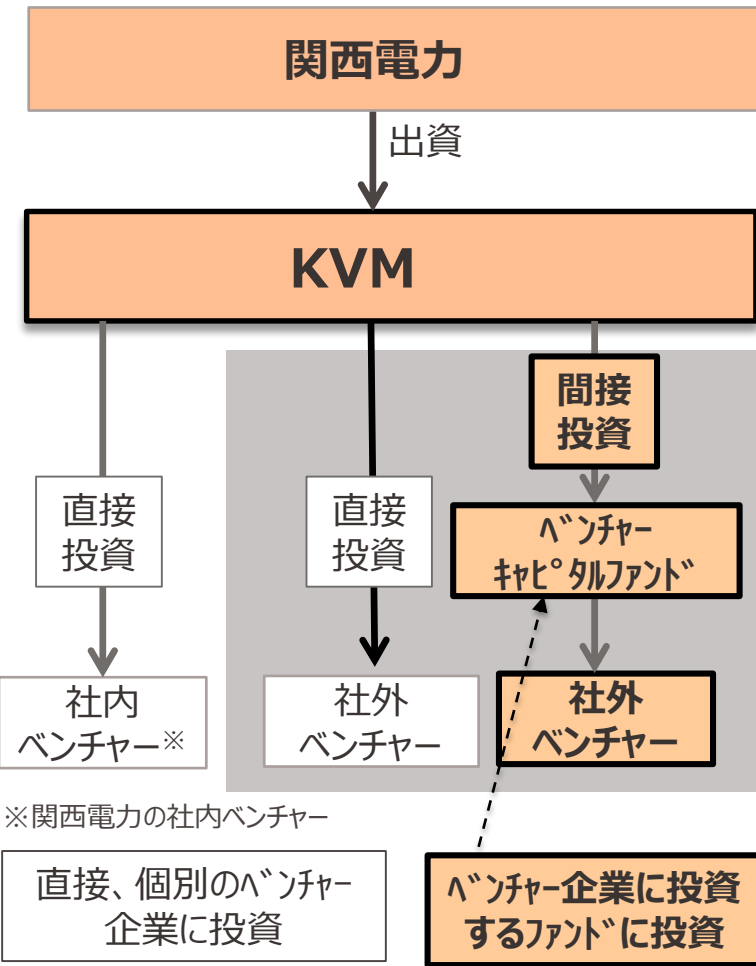 関西電力
出資
KVM
間接
投資
直接
投資
直接
投資
ﾍﾞﾝﾁｬｰ
ｷｬﾋﾟﾀﾙﾌｧﾝﾄﾞ
社内
ベンチャー※
社外
ベンチャー
社外
ベンチャー
※関西電力の社内ベンチャー
直接、個別のﾍﾞﾝﾁｬｰ
企業に投資
ﾍﾞﾝﾁｬｰ企業に投資
するﾌｧﾝﾄﾞに投資